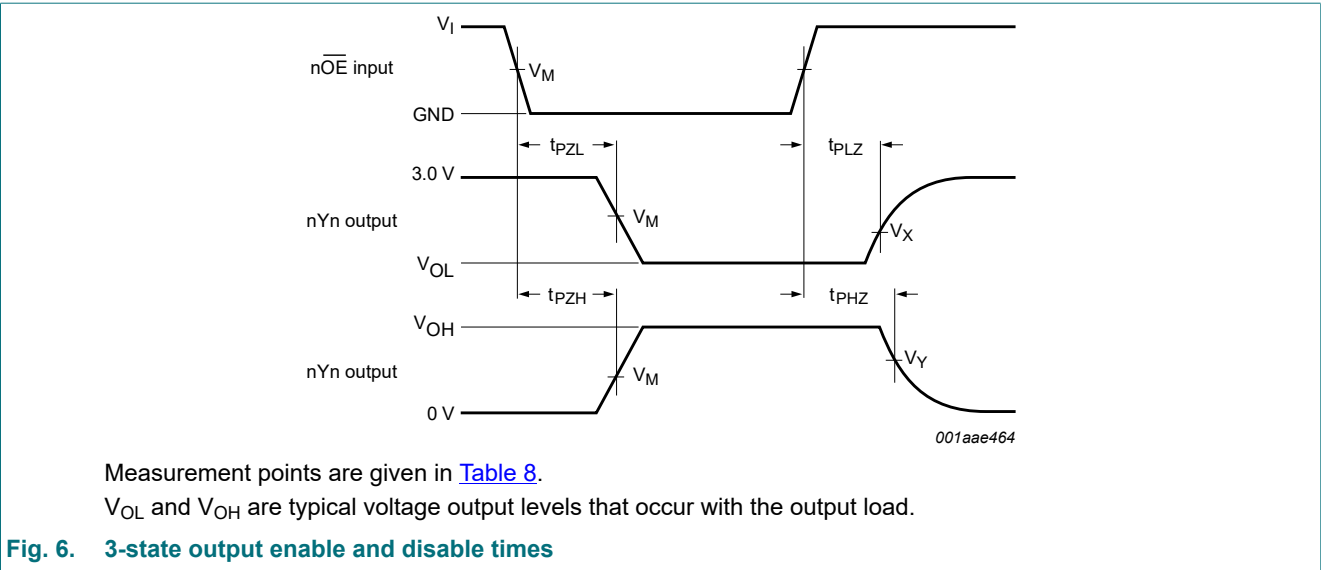 VI
nOE input
VM
GND
tPZL
tPLZ
3.0 V
nYn output
VM
VX
VOL
tPZH
tPHZ
VOH
nYn output
VM
VY
0 V
001aae464
Measurement points are given in Table 8.
VOL and VOH are typical voltage output levels that occur with the output load.
Fig. 6. 3-state output enable and disable times